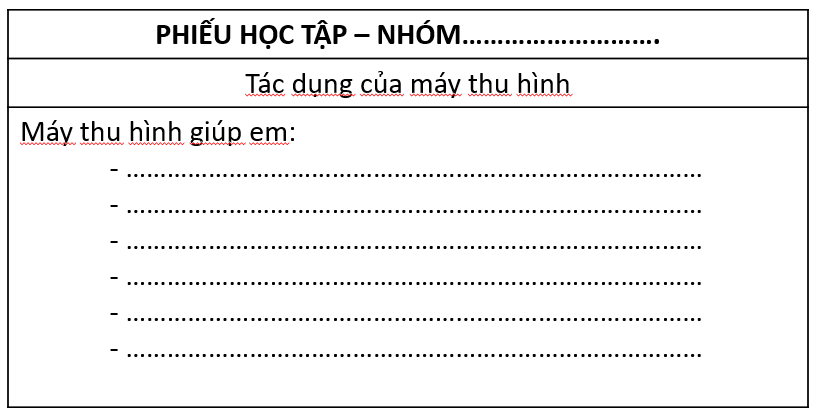 PHIẾU HỌC TẬP – NHÓM……………………….
Tác dụng của máy thu hình
Máy thu hình giúp em:
- …………………………………………………………………………
- …………………………………………………………………………
- …………………………………………………………………………
- …………………………………………………………………………
- …………………………………………………………………………
- …………………………………………………………………………